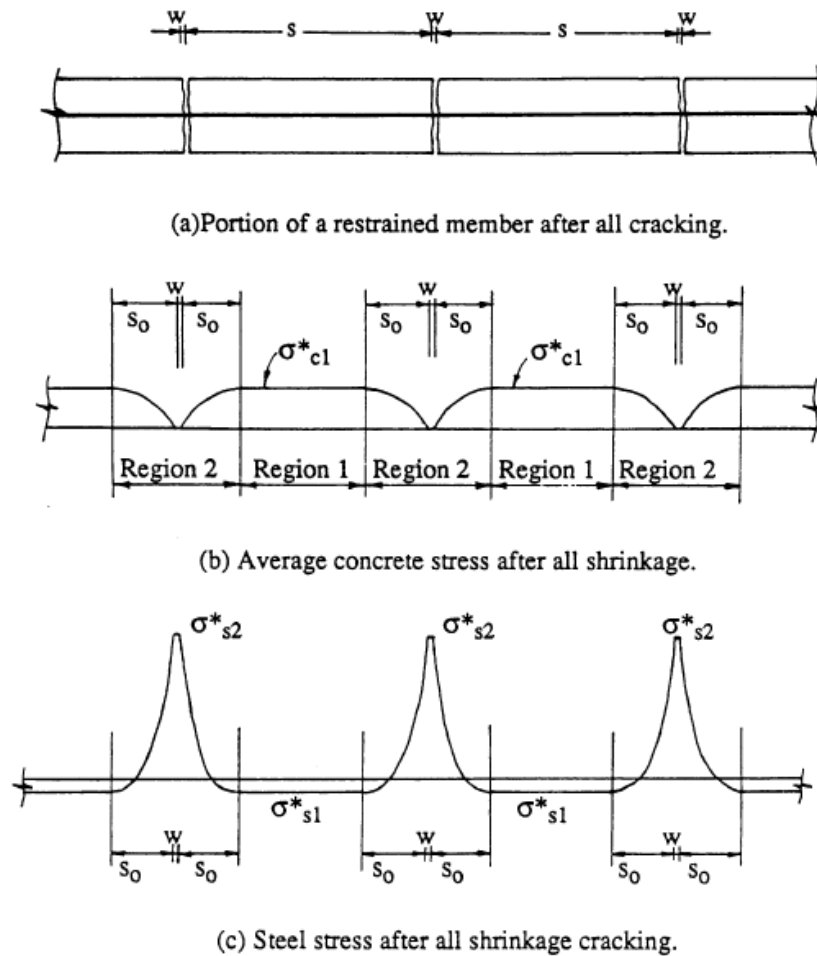 w w w
s s
(a)Portion of a restrained member after all cracking.
w w w
s₀ s₀ s₀ s₀ s₀ s₀
σ*c1 σ*c1
Region 2 Region 1 Region 2 Region 1 Region 2
(b) Average concrete stress after all shrinkage.
σ*s2 σ*s2 σ*s2
σ*s1 σ*s1
w w w
s₀ s₀ s₀ s₀ s₀ s₀
(c) Steel stress after all shrinkage cracking.